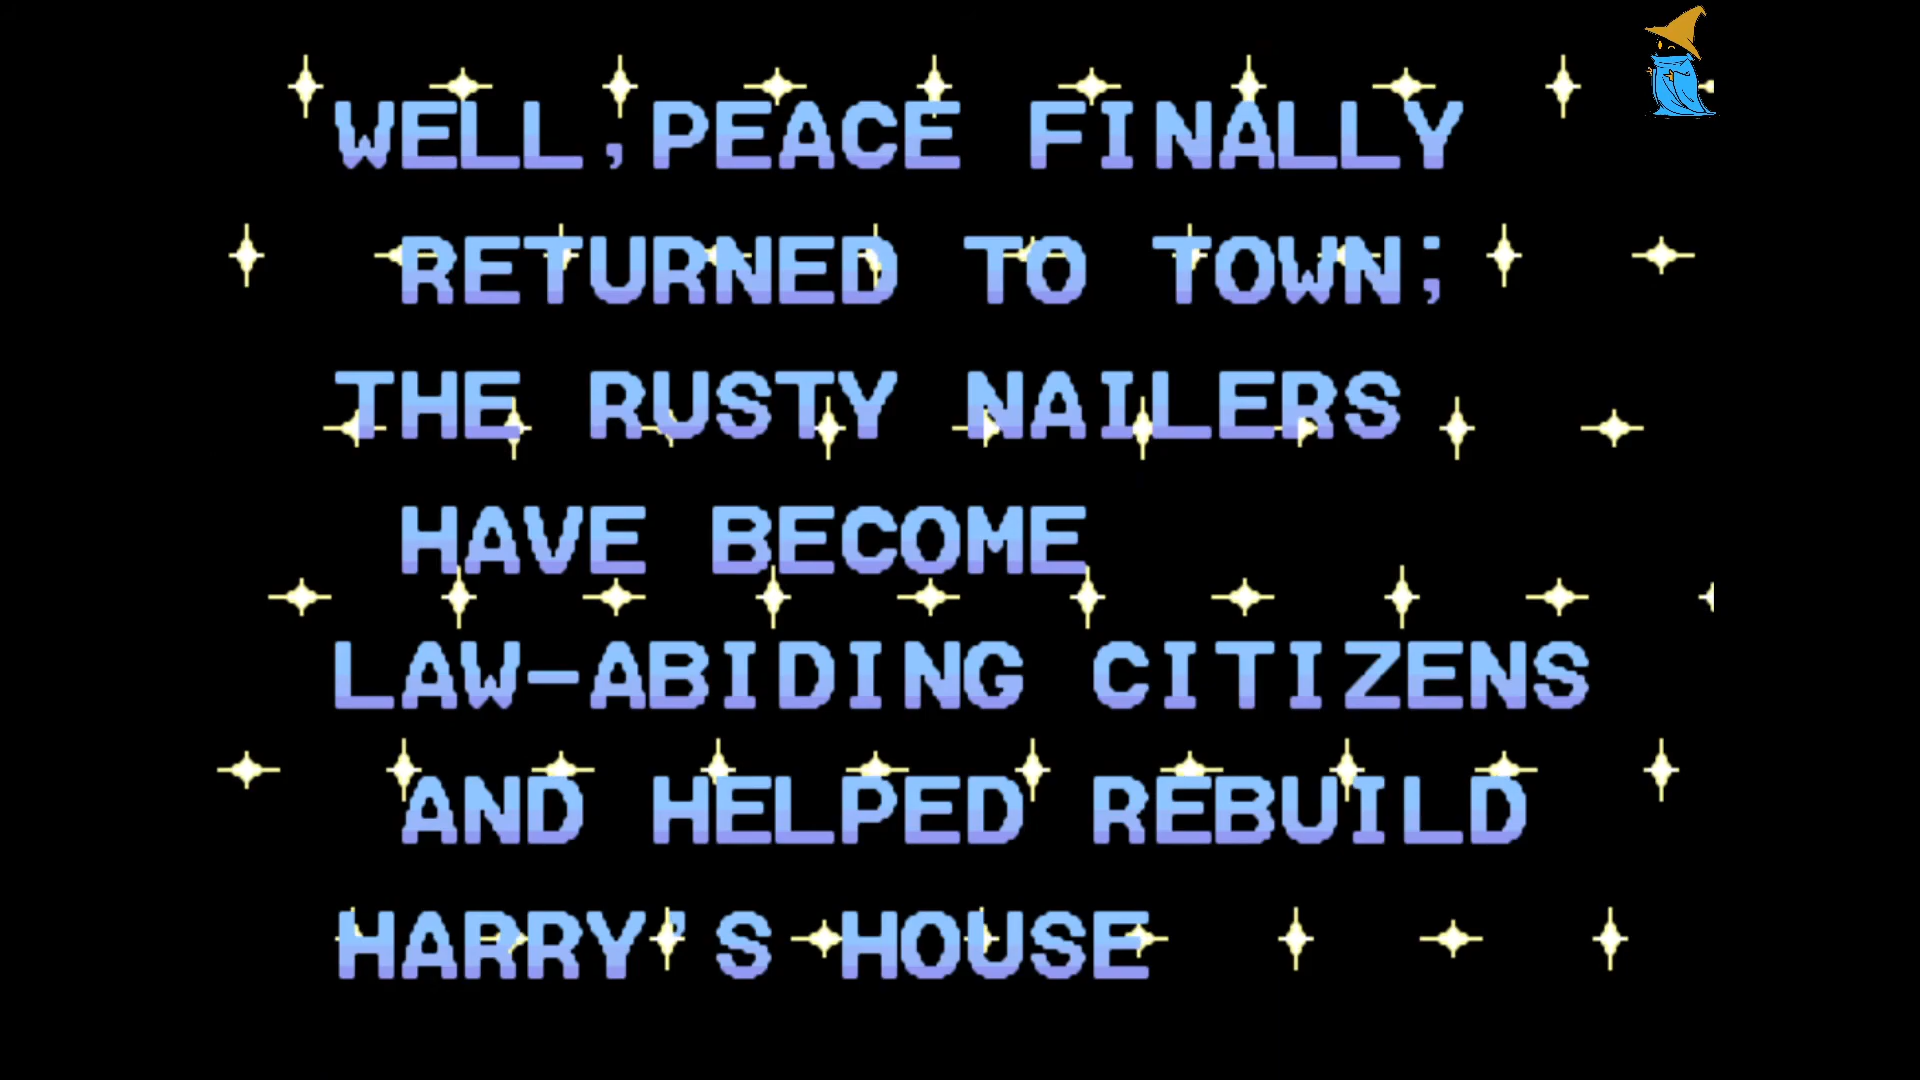 WELL,PEACE FINALLY
RETURNED TO TOWN;
THE RUSTY NAILERS
HAVE BECOME
LAW-ABIDING CITIZENS
AND HELPED REBUILD
HARRY'S HOUSE